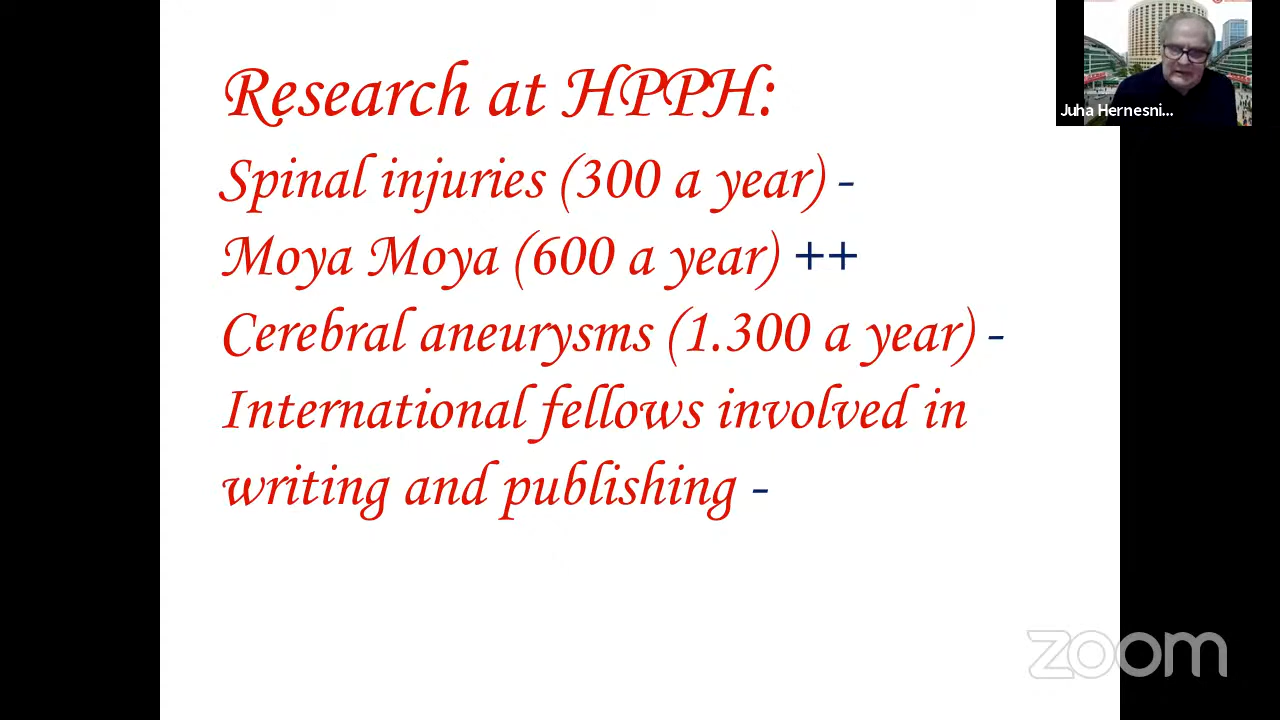 Research at HPPH:
Juha Hernesni...
Spinal injuries (300 a year) -
Moya Moya (600 a year) ++
Cerebral aneurysms (1.300 a year) -
International fellows involved in
writing and publishing -
zoom